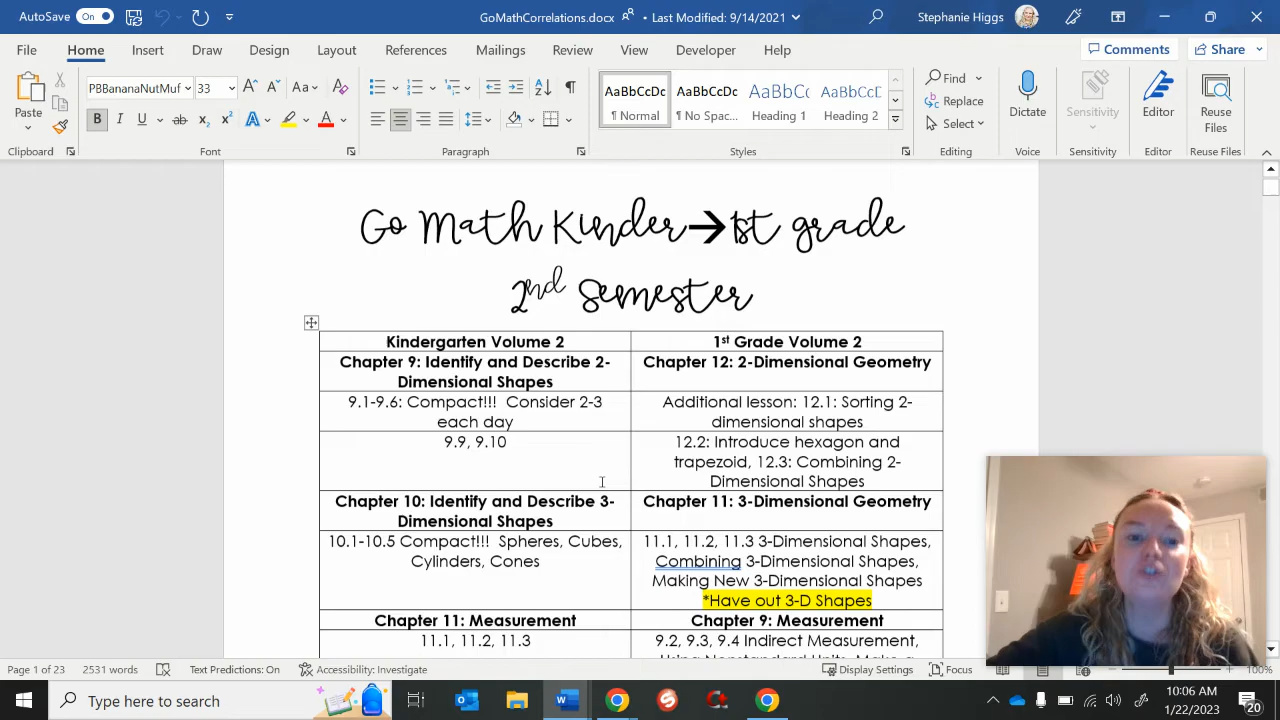 AutoSave On
GoMathCorrelations.docx
Last Modified: 9/14/2021
Stephanie Higgs
File Home Insert Draw Design Layout References Mailings Review View Developer Help
Comments
Share
Paste
PBBananaNutMuf 33
Aa
B I U ab x₂ x² A A
AaBbCcDc AaBbCcDc AaBbCc AaBbCcD
¶ Normal ¶ No Spac... Heading 1 Heading 2
Find
Replace
Select
Dictate
Sensitivity
Editor
Reuse
Files
Clipboard Font Paragraph Styles Editing Voice Sensitivity Editor Reuse Files
Go Math Kinder→1st grade
2nd Semester
Kindergarten Volume 2
1st Grade Volume 2
Chapter 9: Identify and Describe 2-
Dimensional Shapes
Chapter 12: 2-Dimensional Geometry
9.1-9.6: Compact!!! Consider 2-3
each day
Additional lesson: 12.1: Sorting 2-
dimensional shapes
9.9, 9.10
12.2: Introduce hexagon and
trapezoid, 12.3: Combining 2-
Dimensional Shapes
Chapter 10: Identify and Describe 3-
Dimensional Shapes
Chapter 11: 3-Dimensional Geometry
10.1-10.5 Compact!!! Spheres, Cubes,
Cylinders, Cones
11.1, 11.2, 11.3 3-Dimensional Shapes,
Combining 3-Dimensional Shapes,
Making New 3-Dimensional Shapes
*Have out 3-D Shapes
Chapter 11: Measurement
Chapter 9: Measurement
11.1, 11.2, 11.3
9.2, 9.3, 9.4 Indirect Measurement,
Page 1 of 23 2531 words Text Predictions: On Accessibility: Investigate Display Settings Focus 100%
Type here to search
10:06 AM
1/22/2023
20